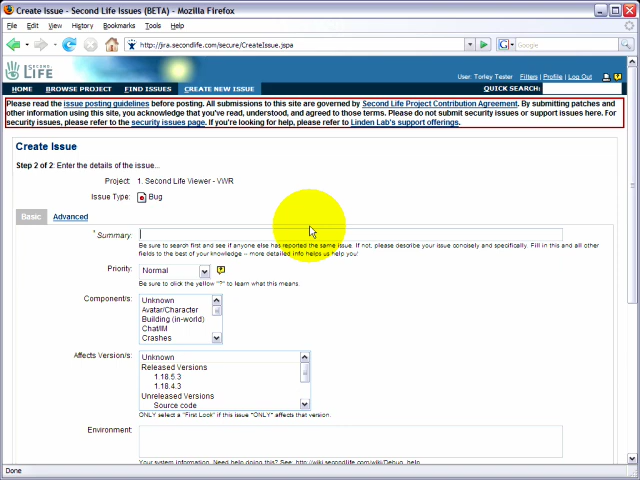 Create Issue - Second Life Issues (BETA) - Mozilla Firefox
File Edit View History Bookmarks Tools Help
http://jira.secondlife.com/secure/CreateIssue.jspa
Google
SECOND LIFE
User: Torley Tester Filters | Profile | Log Out
HOME BROWSE PROJECT FIND ISSUES CREATE NEW ISSUE QUICK SEARCH:
Please read the issue posting guidelines before posting. All submissions to this site are governed by Second Life Project Contribution Agreement. By submitting patches and
other information using this site, you acknowledge that you've read, understood, and agreed to those terms. Please do not submit security issues or support issues here. For
security issues, please refer to the security issues page. If you're looking for help, please refer to Linden Lab's support offerings.
Create Issue
Step 2 of 2: Enter the details of the issue...
Project: 1. Second Life Viewer - VWR
Issue Type: Bug
Basic Advanced
* Summary:
Be sure to search first and see if anyone else has reported the same issue. If not, please describe your issue concisely and specifically. Fill in this and all other
fields to the best of your knowledge -- more detailed info helps us help you!
Priority: Normal ?
Be sure to click the yellow "?" to learn what this means.
Component/s: Unknown
Avatar/Character
Building (in-world)
Chat/IM
Crashes
Affects Version/s: Unknown
Released Versions
1.18.5.3
1.18.4.3
Unreleased Versions
Source code
ONLY select a "First Look" if this issue *ONLY* affects that version.
Environment:
Your system information. Need help doing this? See: http://wiki.secondlife.com/wiki/Debug_help
Done